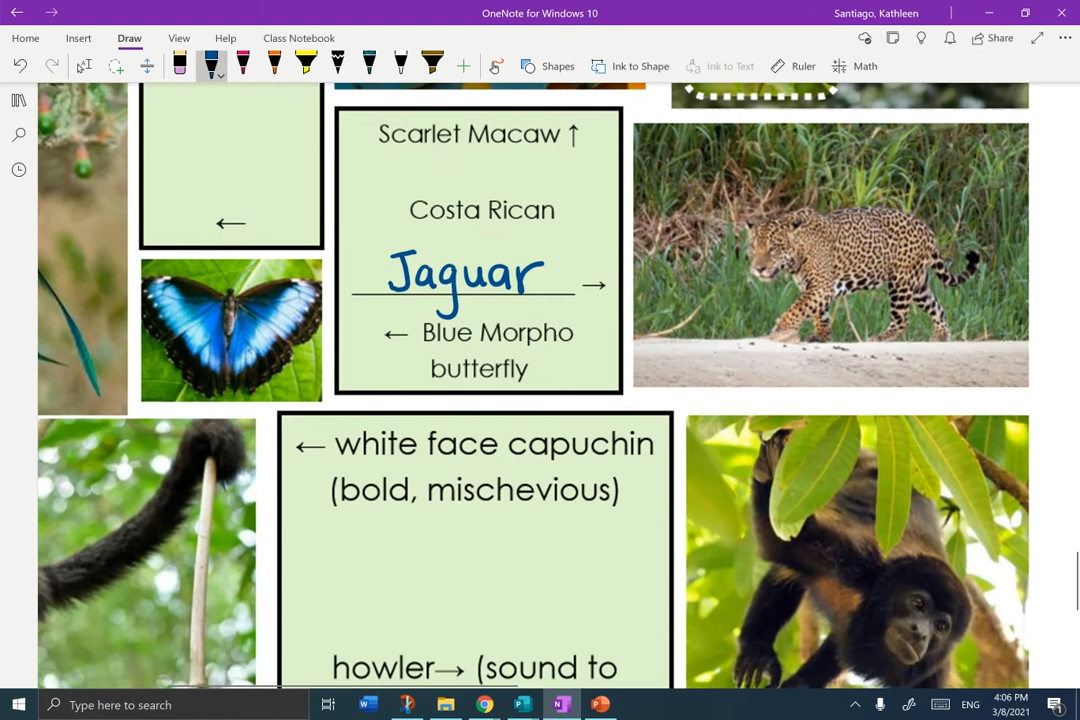 OneNote for Windows 10
Santiago, Kathleen
Home Insert Draw View Help Class Notebook
Share
Shapes Ink to Shape Ink to Text Ruler Math
Scarlet Macaw ↑
Costa Rican
Jaguar →
← Blue Morpho
butterfly
←
← white face capuchin
(bold, mischevious)
howler→ (sound to
Type here to search
ENG
4:06 PM
3/8/2021